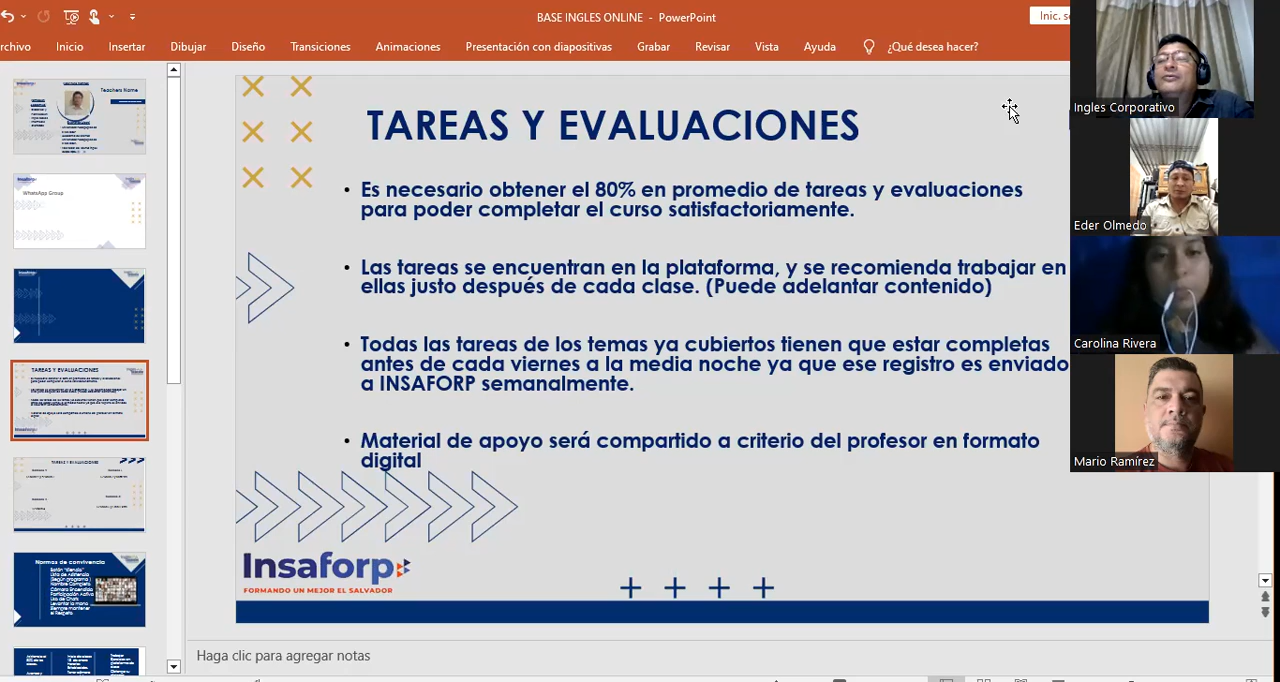 BASE INGLES ONLINE - PowerPoint
Inic. s
rchivo Inicio Insertar Dibujar Diseño Transiciones Animaciones Presentación con diapositivas Grabar Revisar Vista Ayuda ¿Qué desea hacer?
Teachers Name
WhatsApp Group
TAREAS Y EVALUACIONES
TAREAS Y EVALUACIONES
Normas de convivencia
TAREAS Y EVALUACIONES
• Es necesario obtener el 80% en promedio de tareas y evaluaciones
para poder completar el curso satisfactoriamente.
• Las tareas se encuentran en la plataforma, y se recomienda trabajar en
ellas justo después de cada clase. (Puede adelantar contenido)
• Todas las tareas de los temas ya cubiertos tienen que estar completas
antes de cada viernes a la media noche ya que ese registro es enviado
a INSAFORP semanalmente.
• Material de apoyo será compartido a criterio del profesor en formato
digital
Insaforp
FORMANDO UN MEJOR EL SALVADOR
Haga clic para agregar notas
Ingles Corporativo
Eder Olmedo
Carolina Rivera
Mario Ramírez